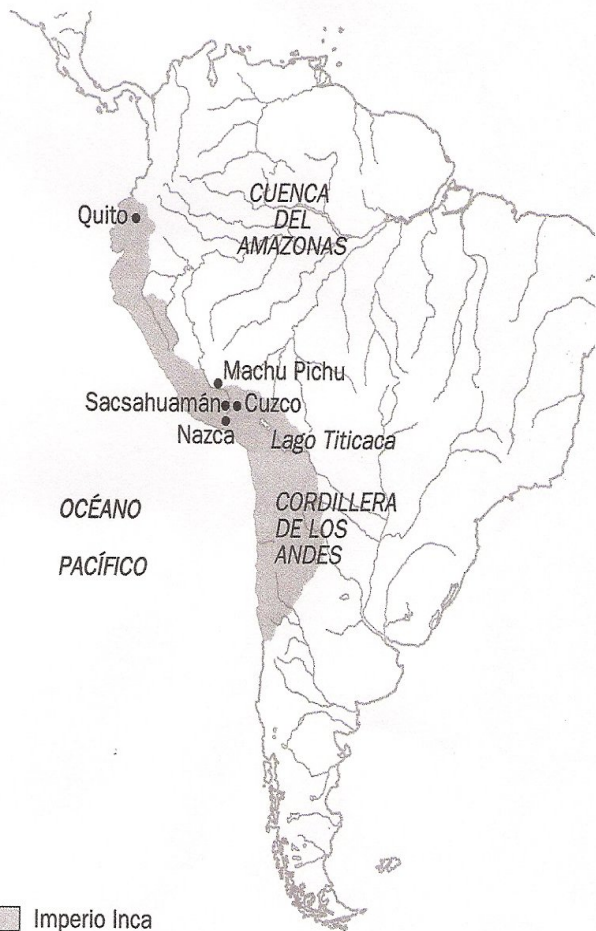 CUENCA
DEL
AMAZONAS
Quito
Machu Pichu
Sacsahuamán
Cuzco
Nazca
Lago Titicaca
CORDILLERA
DE LOS
ANDES
OCÉANO
PACÍFICO
Imperio Inca